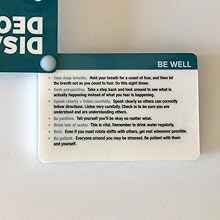 DISA
DECO
BE WELL
• Take deep breaths. Hold your breath for a count of four, and then let
the breath out as you count to four. Do this eight times.
• Seek perspective. Take a step back and look around to see what is
actually happening instead of what you fear is happening.
• Speak clearly + listen carefully. Speak clearly so others can correctly
follow directions. Listen very carefully. Check in to be sure you
understand and are understanding others.
• Be positive. Tell yourself you'll be okay no matter what.
• Drink lots of water. This is vital. Remember to drink water regularly.
• Rest. Even if you must rotate shifts with others, get rest whenever possible.
• Be patient. Everyone around you may be stressed. Be patient with them
and yourself.